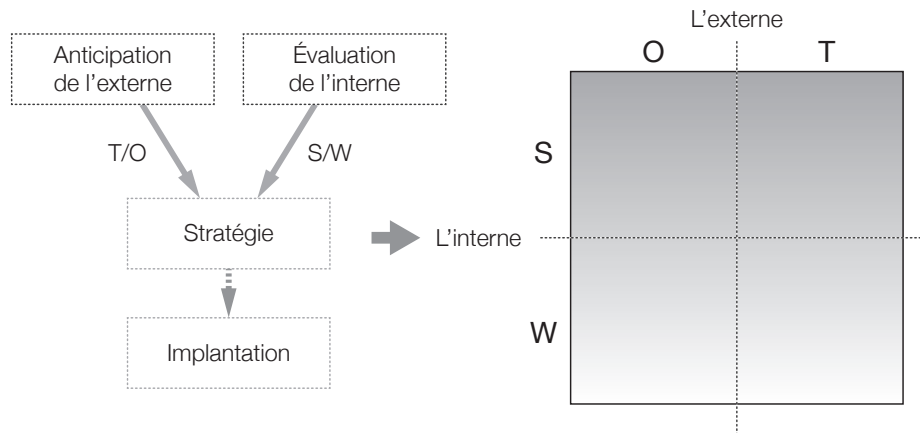 Anticipation
de l'externe
Évaluation
de l'interne
T/O
S/W
Stratégie
Implantation
L'externe
O
T
S
L'interne
W